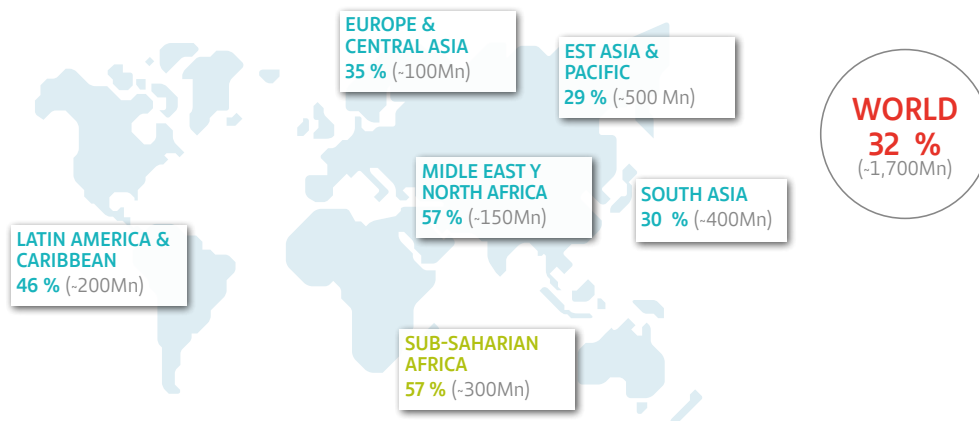 EUROPE &
CENTRAL ASIA
35 % (~100Mn)
EST ASIA &
PACIFIC
29 % (~500 Mn)
WORLD
32 %
(~1,700Mn)
MIDLE EAST Y
NORTH AFRICA
57 % (~150Mn)
SOUTH ASIA
30 % (~400Mn)
LATIN AMERICA &
CARIBBEAN
46 % (~200Mn)
SUB-SAHARIAN
AFRICA
57 % (~300Mn)